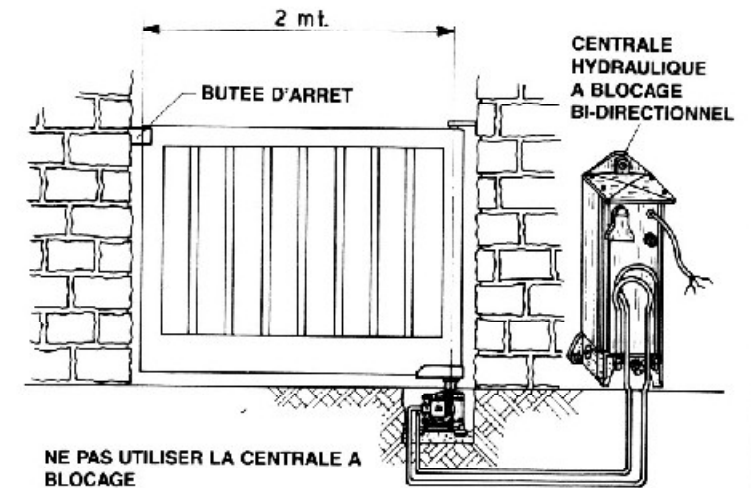 2 mt.
CENTRALE
HYDRAULIQUE
A BLOCAGE
BI-DIRECTIONNEL
BUTEE D'ARRET
NE PAS UTILISER LA CENTRALE A
BLOCAGE